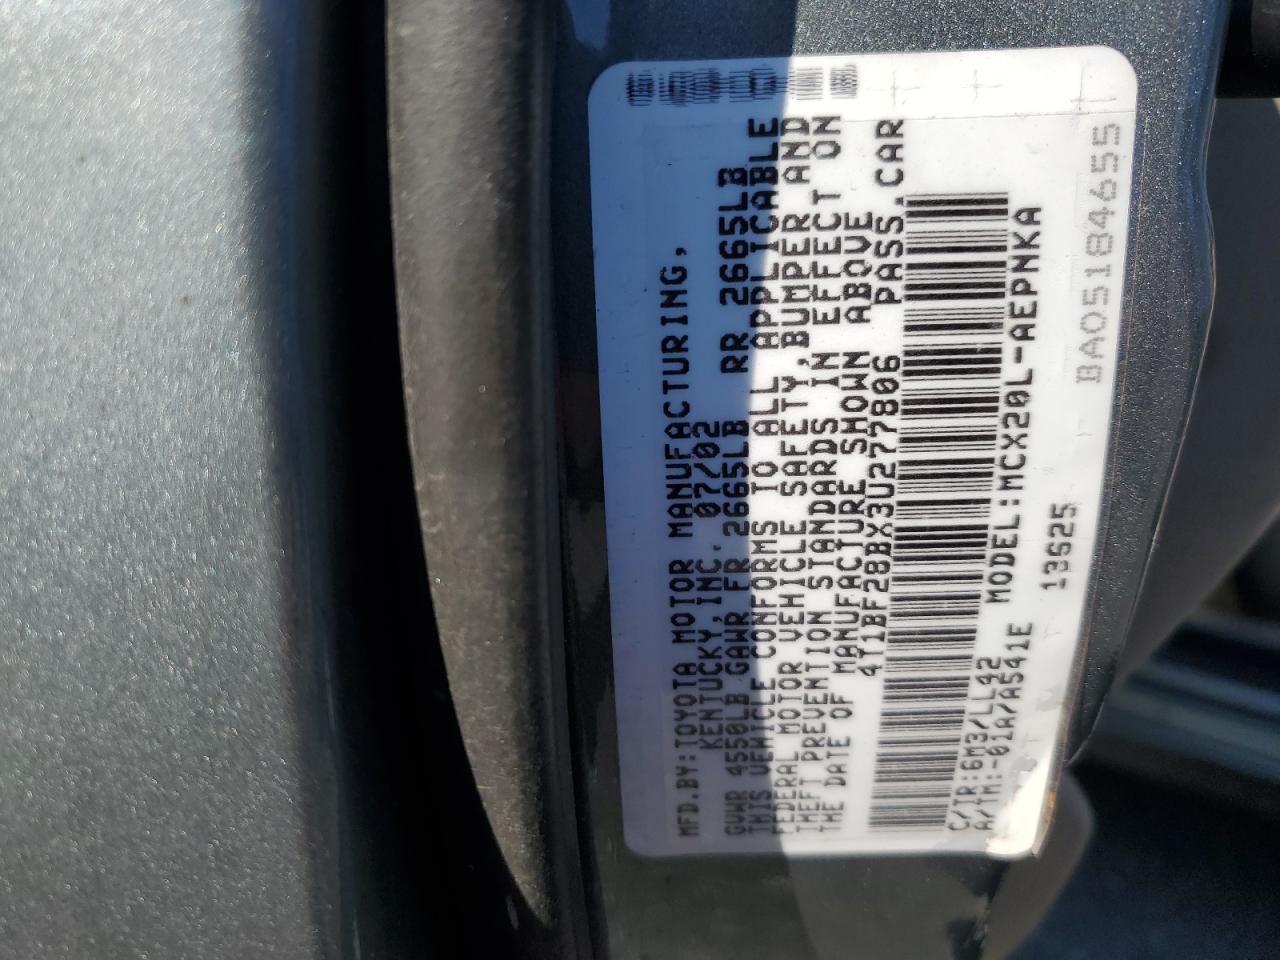 MFD.BY:TOYOTA MOTOR MANUFACTURING,
KENTUCKY,INC. 07/02
GVWR 4550LB GAWR FR 2665LB RR 2665LB
THIS VEHICLE CONFORMS TO ALL APPLICABLE
FEDERAL MOTOR VEHICLE SAFETY,BUMPER AND
THEFT PREVENTION STANDARDS IN EFFECT ON
THE DATE OF MANUFACTURE SHOWN ABOVE
4T1BF28BX3U277806 PASS.CAR
C/TR:6M3/LL42 MODEL:MCX20L-AEPNKA
A/TM:-01A/A541E
13525
BA05184655